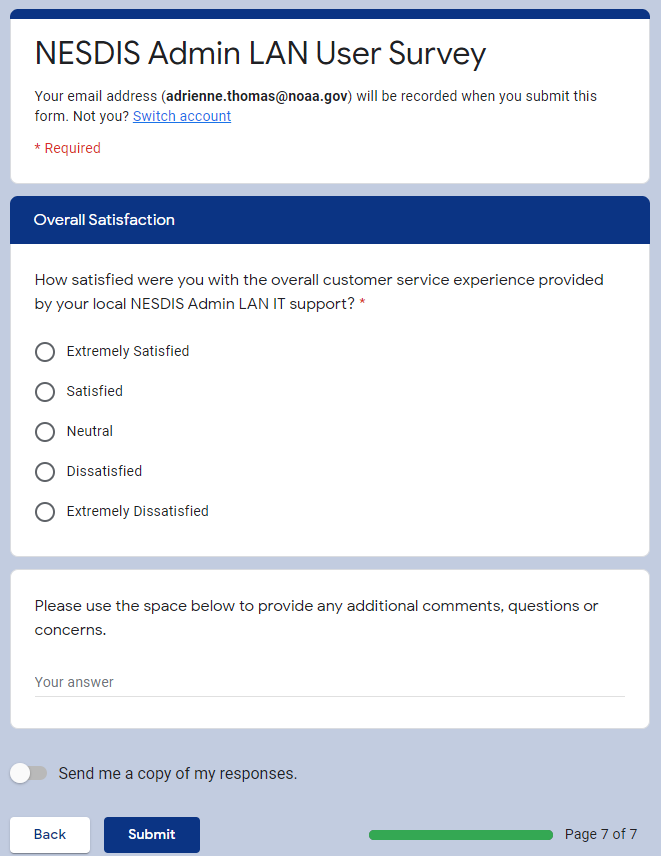 NESDIS Admin LAN User Survey
Your email address (adrienne.thomas@noaa.gov) will be recorded when you submit this
form. Not you? Switch account
* Required
Overall Satisfaction
How satisfied were you with the overall customer service experience provided
by your local NESDIS Admin LAN IT support? *
Extremely Satisfied
Satisfied
Neutral
Dissatisfied
Extremely Dissatisfied
Please use the space below to provide any additional comments, questions or
concerns.
Your answer
Send me a copy of my responses.
Back Submit Page 7 of 7